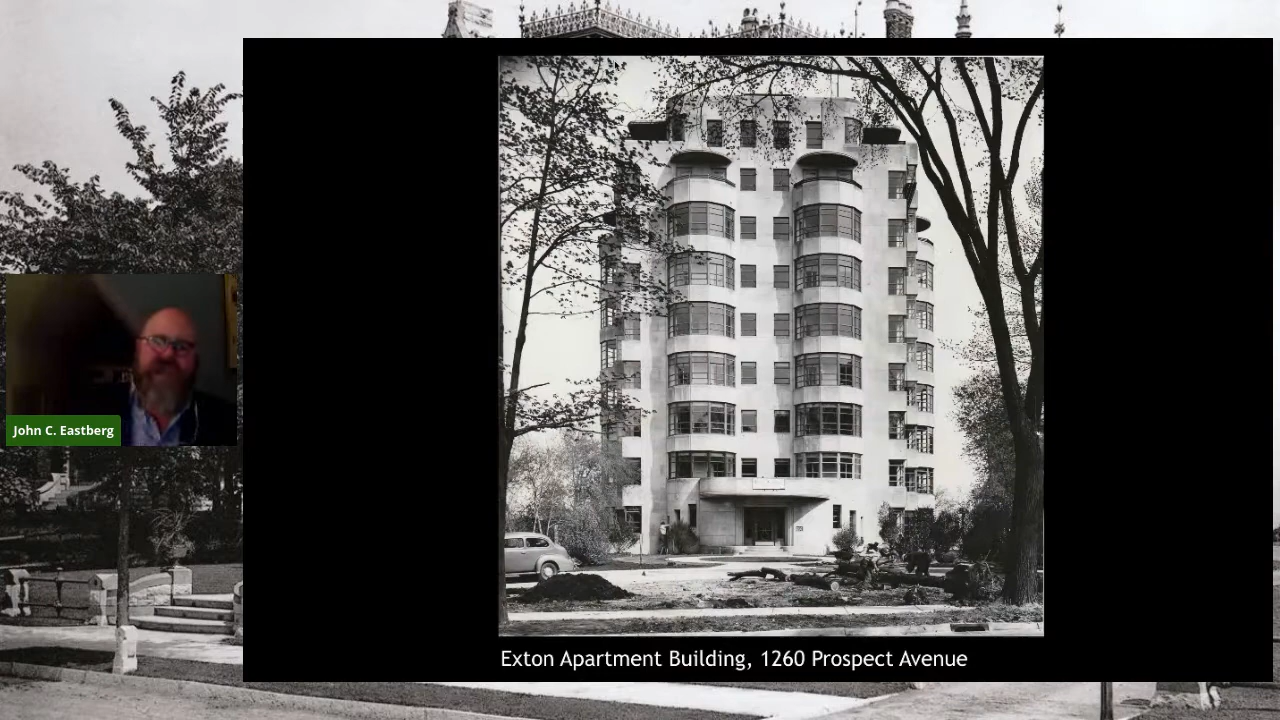 John C. Eastberg
Exton Apartment Building, 1260 Prospect Avenue